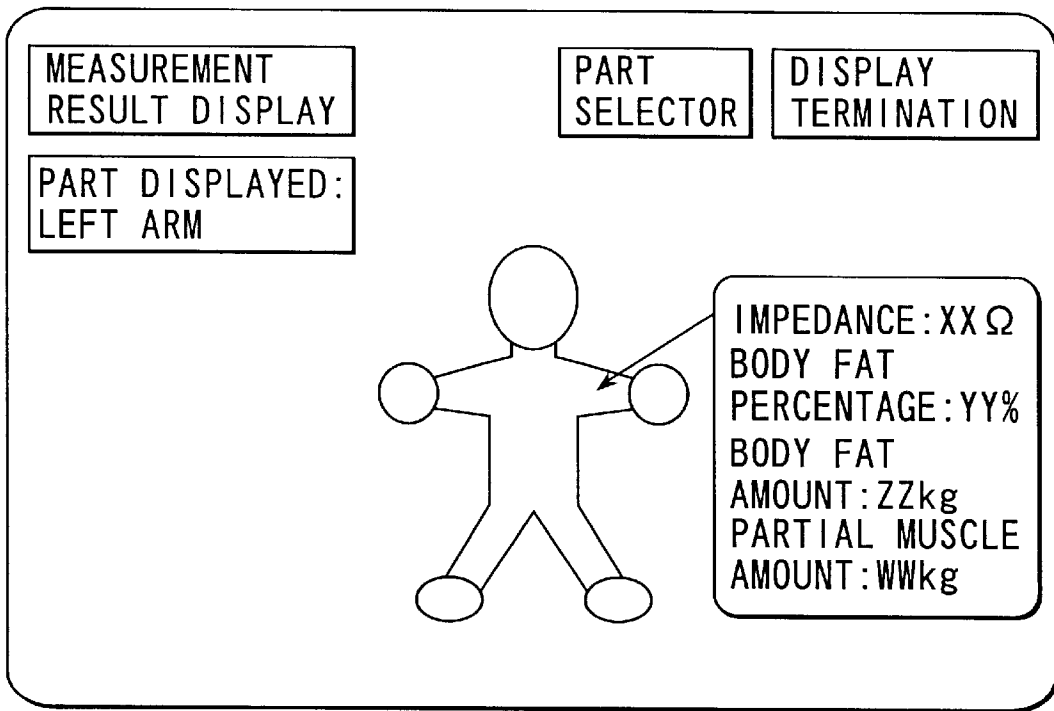 MEASUREMENT
RESULT DISPLAY
PART
SELECTOR
DISPLAY
TERMINATION
PART DISPLAYED:
LEFT ARM
IMPEDANCE:XXΩ
BODY FAT
PERCENTAGE:YY%
BODY FAT
AMOUNT:ZZkg
PARTIAL MUSCLE
AMOUNT:WWkg